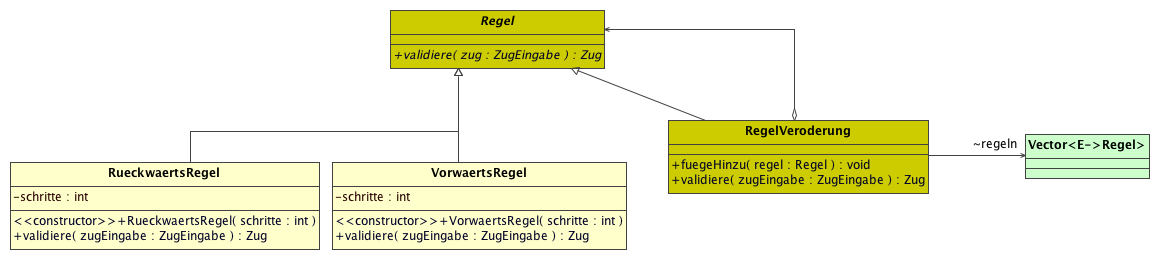 Regel
+validiere( zug : ZugEingabe ) : Zug
RegelVeroderung
+fuegeHinzu( regel : Regel ) : void
+validiere( zugEingabe : ZugEingabe ) : Zug
~regeln
Vector<E->Regel>
RueckwaertsRegel
-schritte : int
<<constructor>>+RueckwaertsRegel( schritte : int )
+validiere( zugEingabe : ZugEingabe ) : Zug
VorwaertsRegel
-schritte : int
<<constructor>>+VorwaertsRegel( schritte : int )
+validiere( zugEingabe : ZugEingabe ) : Zug